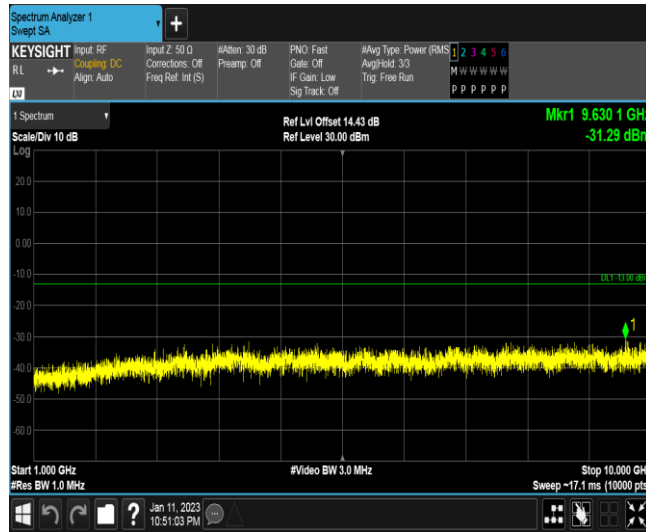 Spectrum Analyzer 1
Swept SA
+
KEYSIGHT Input: RF Input Z: 50 Ω #Atten: 30 dB PNO: Fast #Avg Type: Power (RMS 1 2 3 4 5 6
RL Coupling: DC Corrections: Off Preamp: Off Gate: Off Avg|Hold: 3/3 M W W W W W
Align: Auto Freq Ref: Int (S) IF Gain: Low Trig: Free Run
LXI Sig Track: Off P P P P P P
1 Spectrum Ref Lvl Offset 14.43 dB Mkr1 9.630 1 GHz
Scale/Div 10 dB Ref Level 30.00 dBm -31.29 dBm
Log
20.0
10.0
0.00
-10.0
DL1 -13.00 dBm
-20.0
-30.0
1
-40.0
-50.0
-60.0
Start 1.000 GHz #Video BW 3.0 MHz Stop 10.000 GHz
#Res BW 1.0 MHz Sweep ~17.1 ms (10000 pts
? Jan 11, 2023
10:51:03 PM